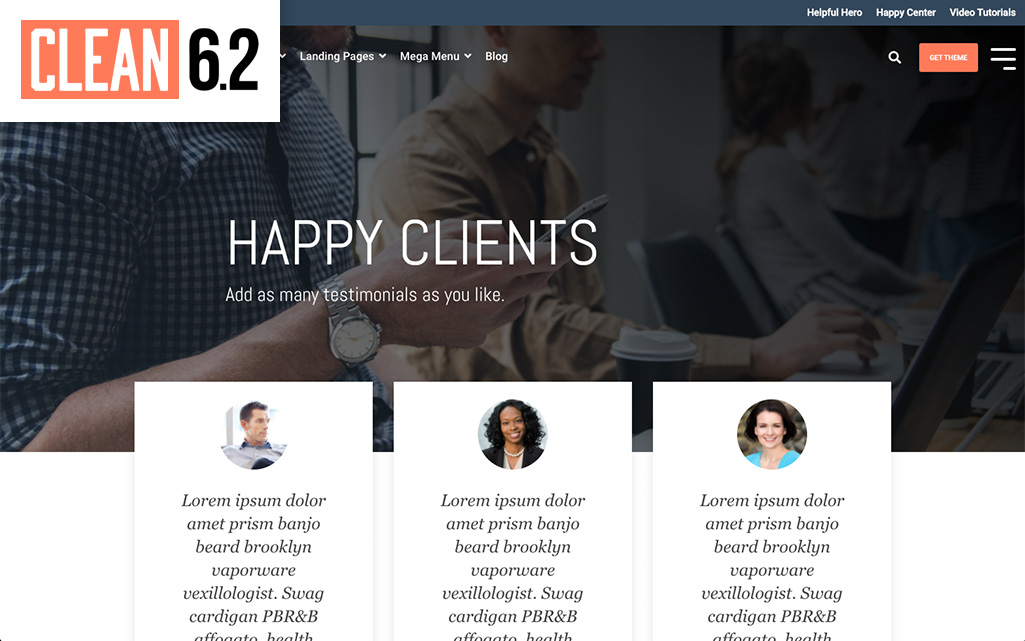 Helpful Hero Happy Center Video Tutorials
CLEAN 6.2
Landing Pages Mega Menu Blog
GET THEME
HAPPY CLIENTS
Add as many testimonials as you like.
Lorem ipsum dolor
amet prism banjo
beard brooklyn
vaporware
vexillologist. Swag
cardigan PBR&B
affogato, health
Lorem ipsum dolor
amet prism banjo
beard brooklyn
vaporware
vexillologist. Swag
cardigan PBR&B
affogato, health
Lorem ipsum dolor
amet prism banjo
beard brooklyn
vaporware
vexillologist. Swag
cardigan PBR&B
affogato, health